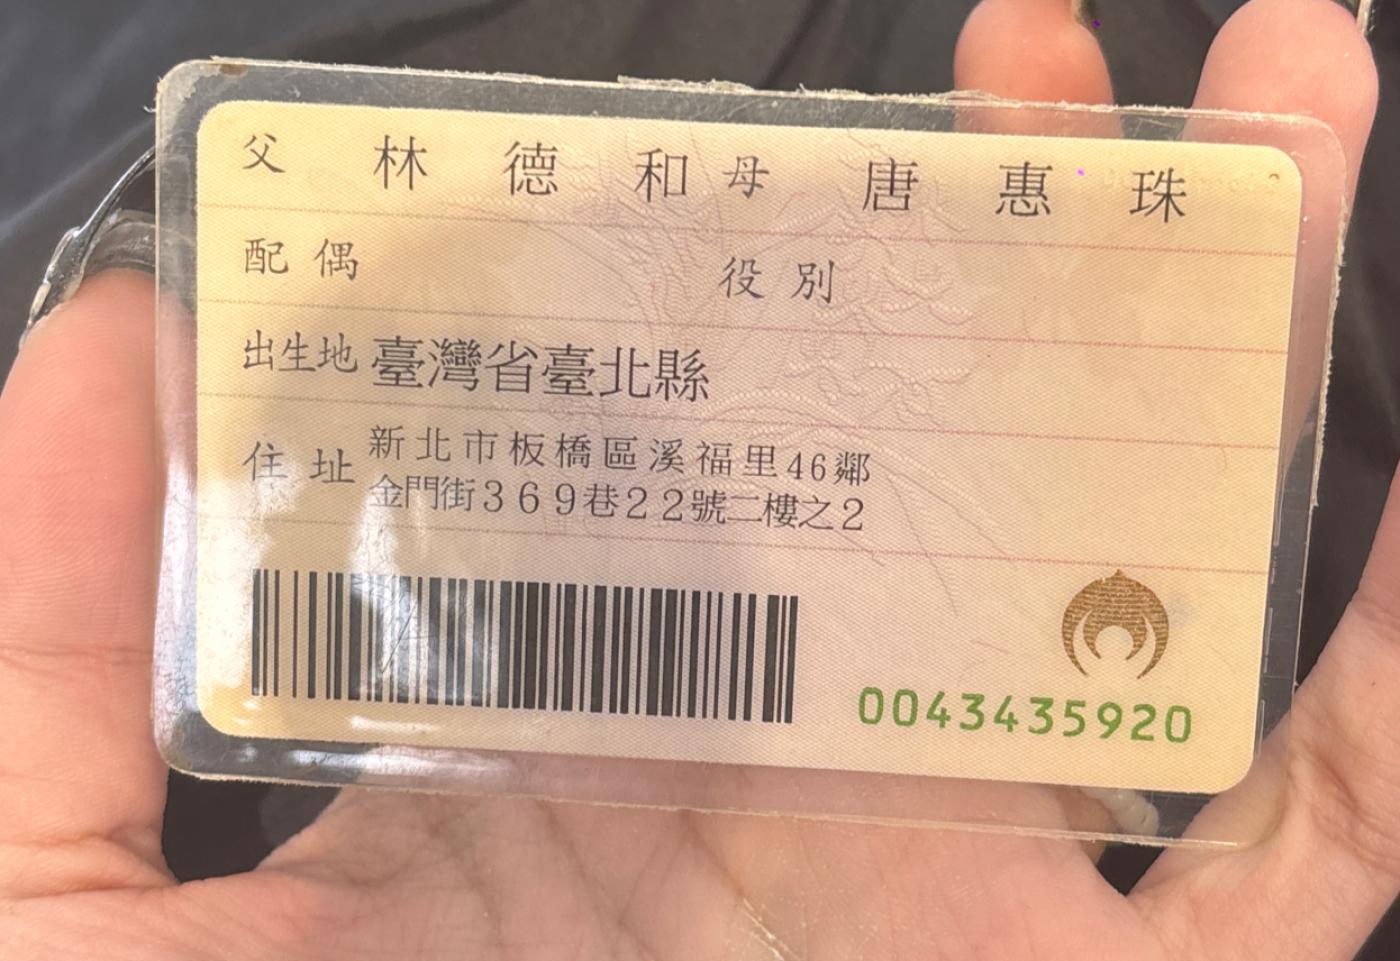 父 林德和 母 唐惠珠
配偶 役別
出生地 臺灣省臺北縣
住址 新北市板橋區溪福里46鄰
金門街369巷22號二樓之2
0043435920